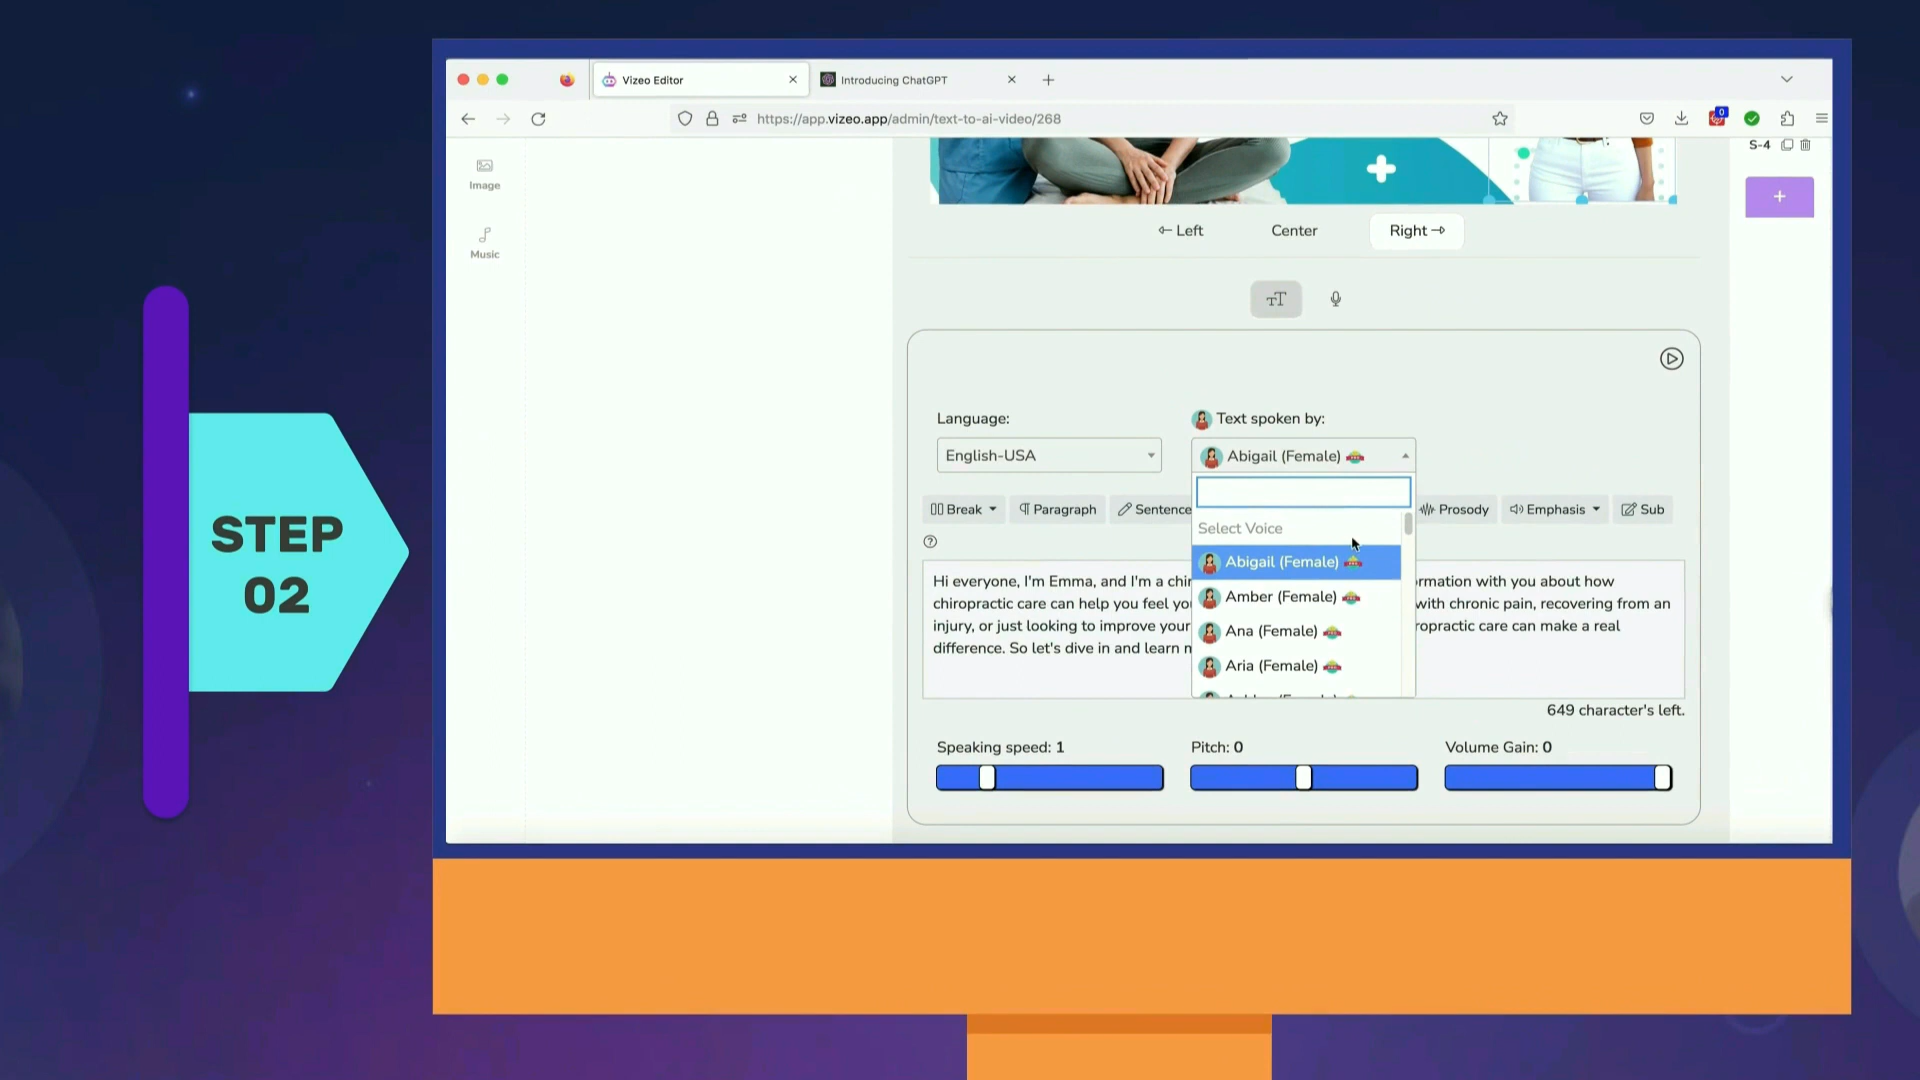 STEP
02
Vizeo Editor
Introducing ChatGPT
https://app.vizeo.app/admin/text-to-ai-video/268
0
Image
Music
S-4
+
← Left Center Right →
TT
Language:
Text spoken by:
English-USA
Abigail (Female)
Break Paragraph Sentence Prosody Emphasis Sub
Select Voice
Abigail (Female)
Amber (Female)
Ana (Female)
Aria (Female)
Hi everyone, I'm Emma, and I'm a chir rmation with you about how
chiropractic care can help you feel yo with chronic pain, recovering from an
injury, or just looking to improve your ropractic care can make a real
difference. So let's dive in and learn
649 character's left.
Speaking speed: 1 Pitch: 0 Volume Gain: 0